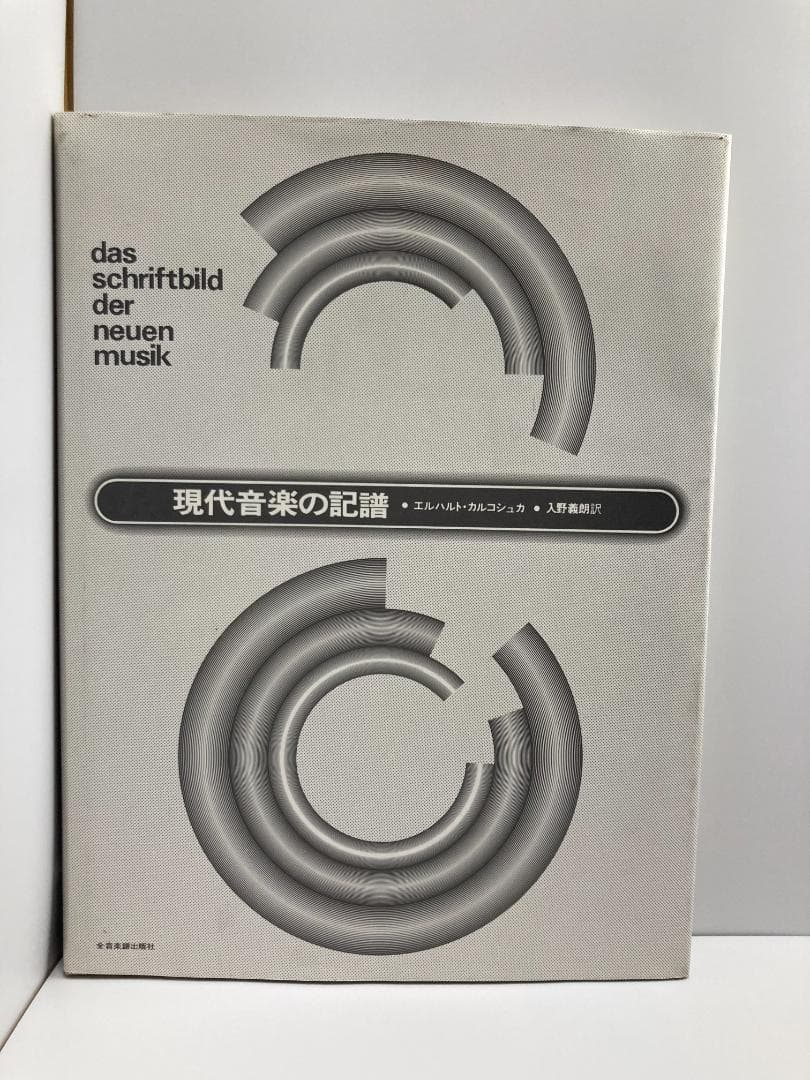 das
schriftbild
der
neuen
musik
現代音楽の記譜 • エルハルト・カルコシュカ • 入野義朗訳
全音楽譜出版社